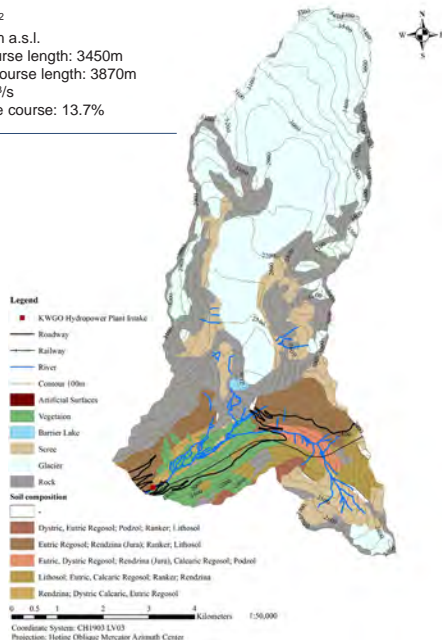 2
m a.s.l.
urse length: 3450m
course length: 3870m
³/s
e course: 13.7%
N
W E
S
Legend
KWGO Hydropower Plant Intake
Roadway
Railway
River
Contour 100m
Artificial Surfaces
Vegetaion
Barrier Lake
Scree
Glacier
Rock
Soil composition
-
Dystric, Eutric Regosol; Podzol; Ranker; Lithosol
Eutric Regosol; Rendzina (Jura); Ranker; Lithosol
Eutric, Dystric Regosol; Rendzina (Jura), Calcaric Regosol; Podzol
Lithosol; Eutric, Calcaric Regosol; Ranker; Rendzina
Rendzina; Dystric Calcaric, Eutric Regosol
0 0.5 1 2 3 4
Kilometers 1:50,000
Coordinate System: CH1903 LV03
Projection: Hotine Oblique Mercator Azimuth Center